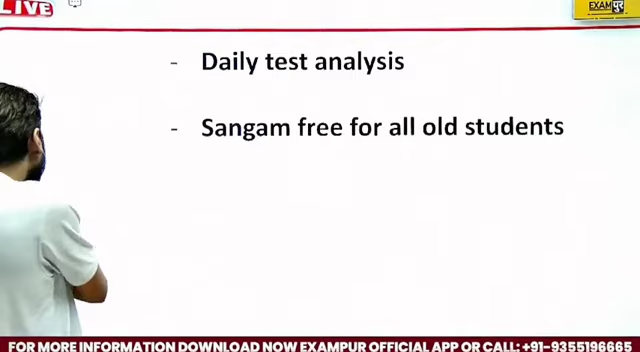 LIVE
EXAMपुर
- Daily test analysis
- Sangam free for all old students
FOR MORE INFORMATION DOWNLOAD NOW EXAMPUR OFFICIAL APP OR CALL: +91-9355196665